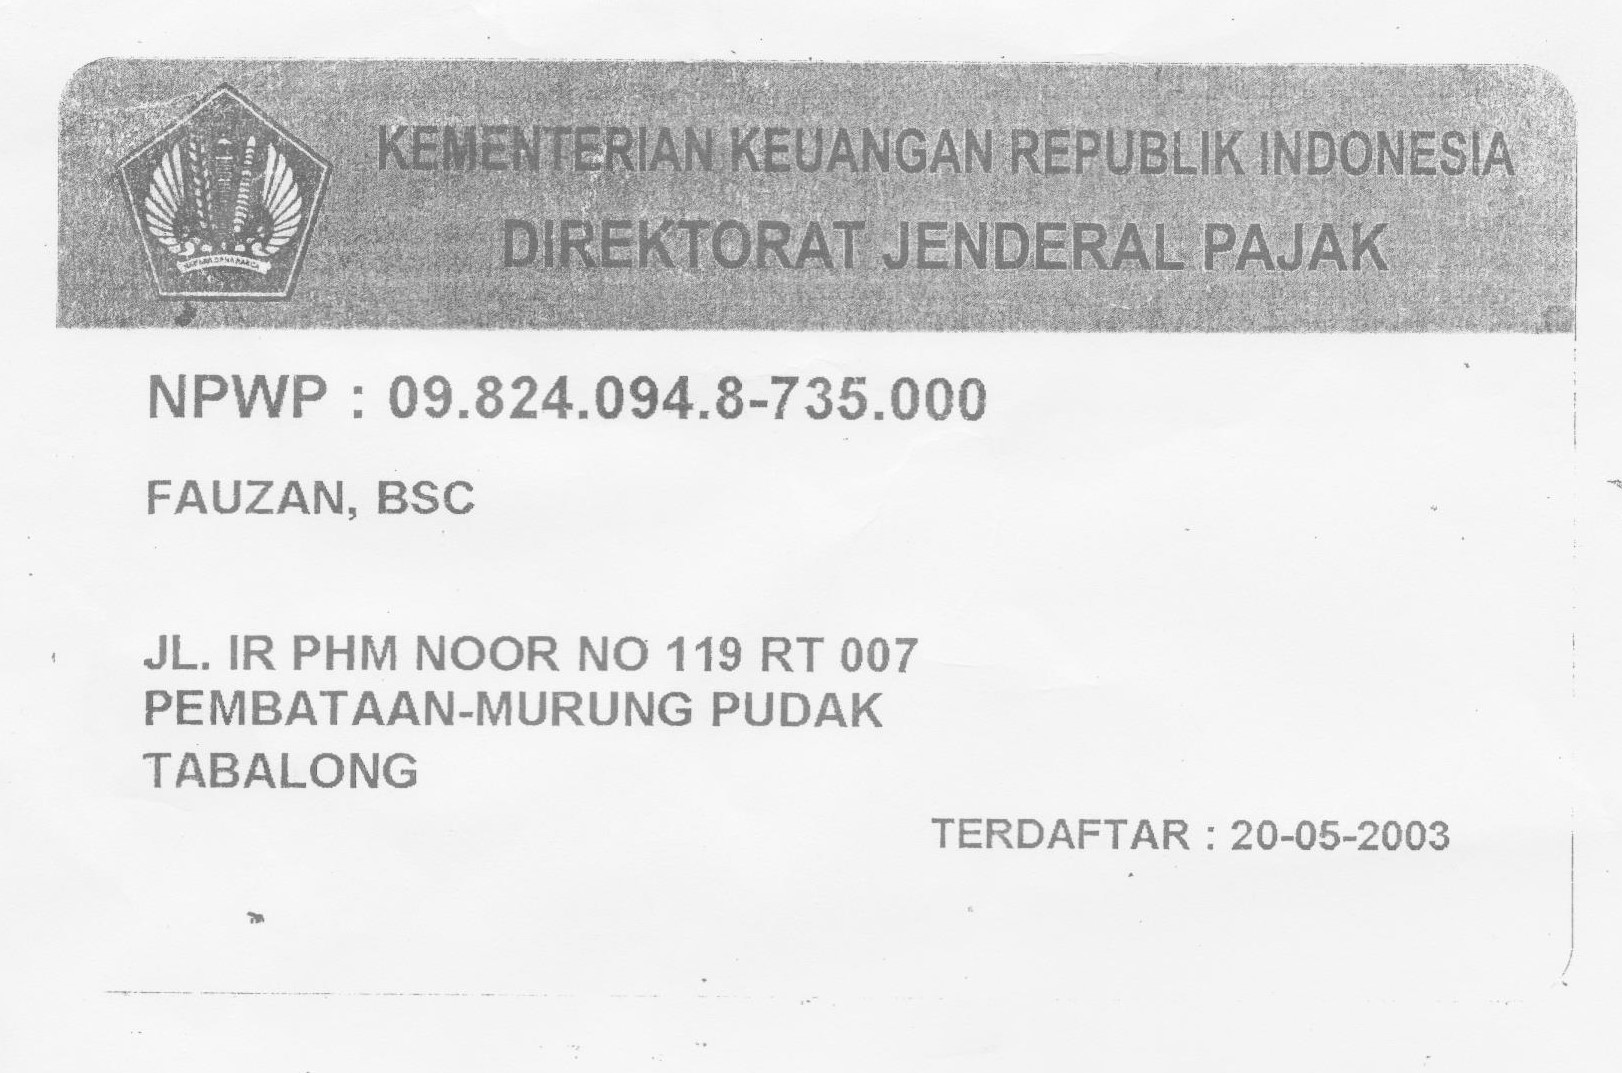 KEMENTERIAN KEUANGAN REPUBLIK INDONESIA
DIREKTORAT JENDERAL PAJAK
NPWP : 09.824.094.8-735.000
FAUZAN, BSC
JL. IR PHM NOOR NO 119 RT 007
PEMBATAAN-MURUNG PUDAK
TABALONG
TERDAFTAR : 20-05-2003